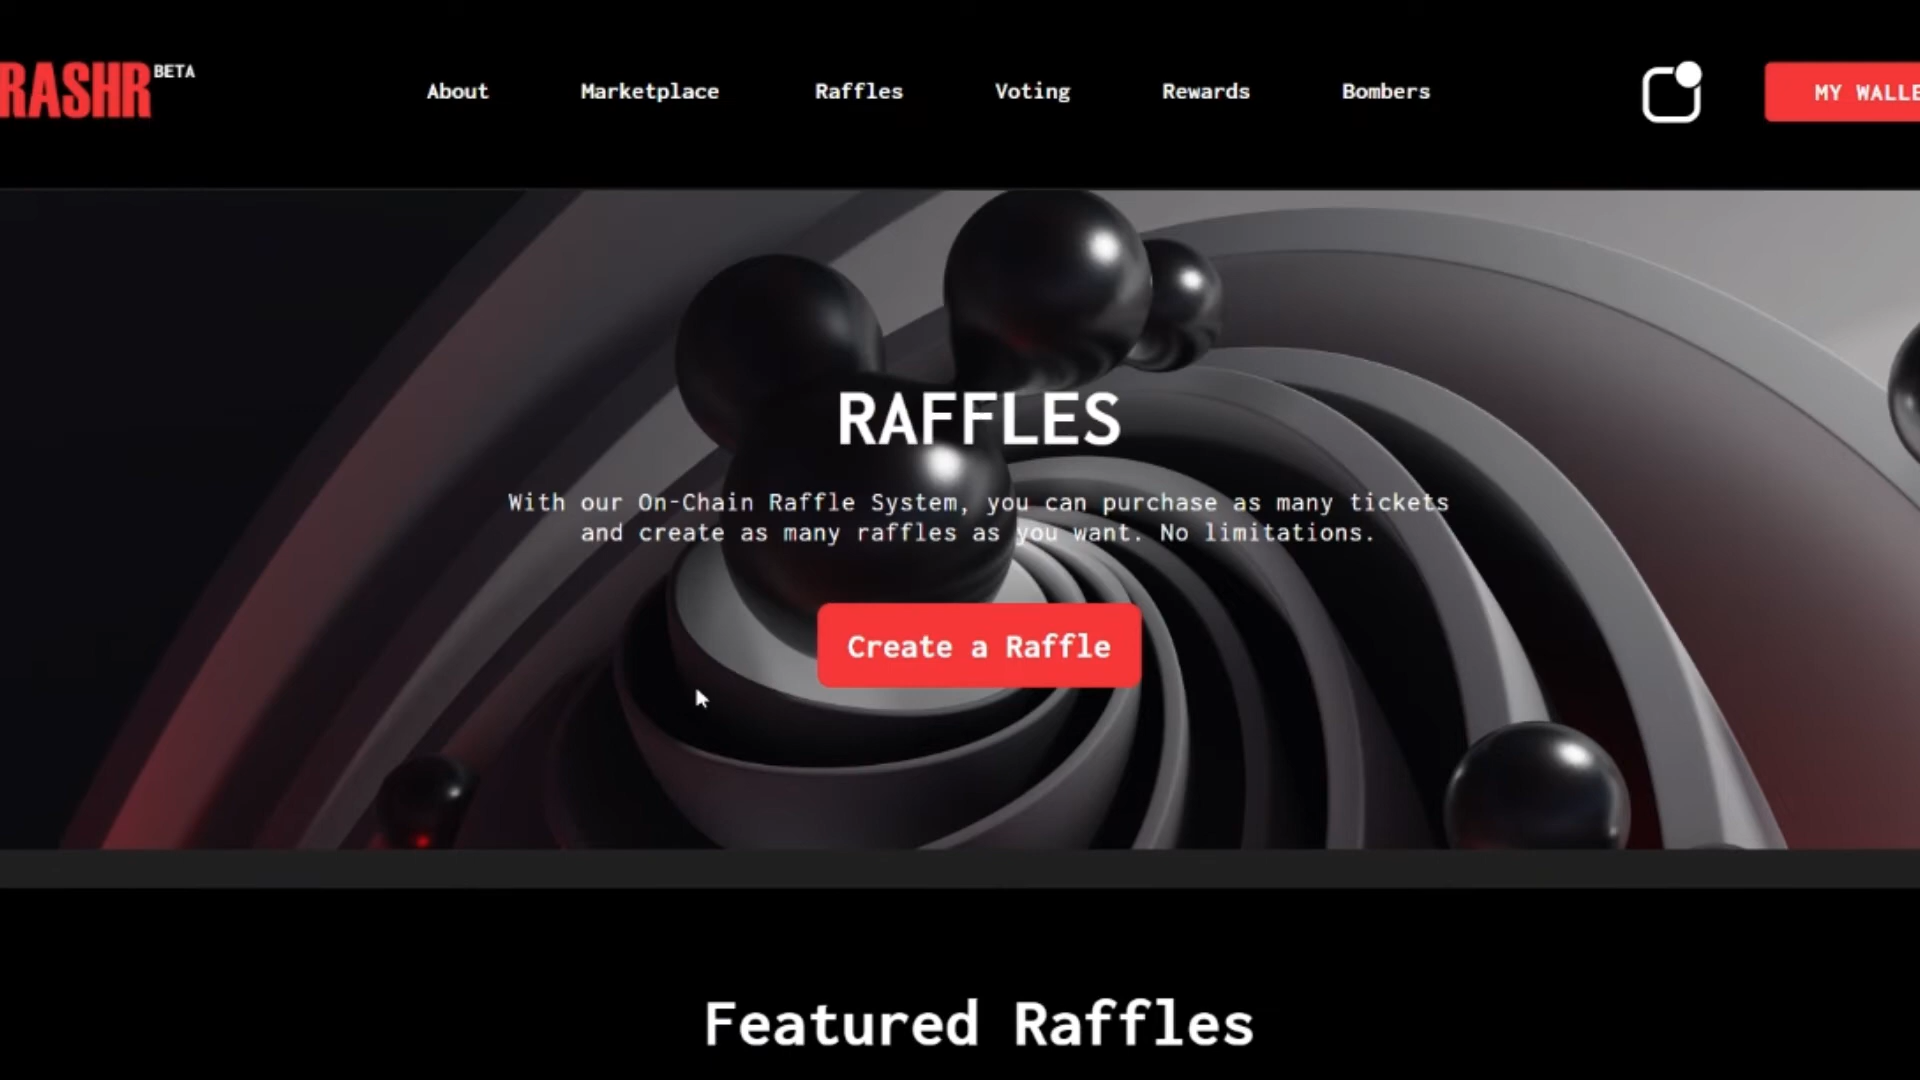 RASHR BETA
About
Marketplace
Raffles
Voting
Rewards
Bombers
MY WALLE
RAFFLES
With our On-Chain Raffle System, you can purchase as many tickets
and create as many raffles as you want. No limitations.
Create a Raffle
Featured Raffles